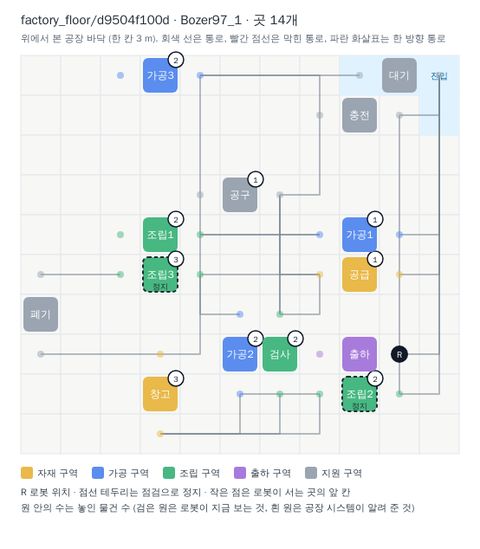 factory_floor/d9504f100d · Bozer97_1 · 곳 14개
위에서 본 공장 바닥 (한 칸 3 m). 회색 선은 통로, 빨간 점선은 막힌 통로, 파란 화살표는 한 방향 통로
가공3 2
대기
진입
충전
공구 1
조립1 2
가공1 1
조립3 정지 3
공급 1
폐기
가공2 2
검사 2
출하
R
창고 3
조립2 정지 2
자재 구역
가공 구역
조립 구역
출하 구역
지원 구역
R 로봇 위치 · 점선 테두리는 점검으로 정지 · 작은 점은 로봇이 서는 곳의 앞 칸
원 안의 수는 놓인 물건 수 (검은 원은 로봇이 지금 보는 것, 흰 원은 공장 시스템이 알려 준 것)